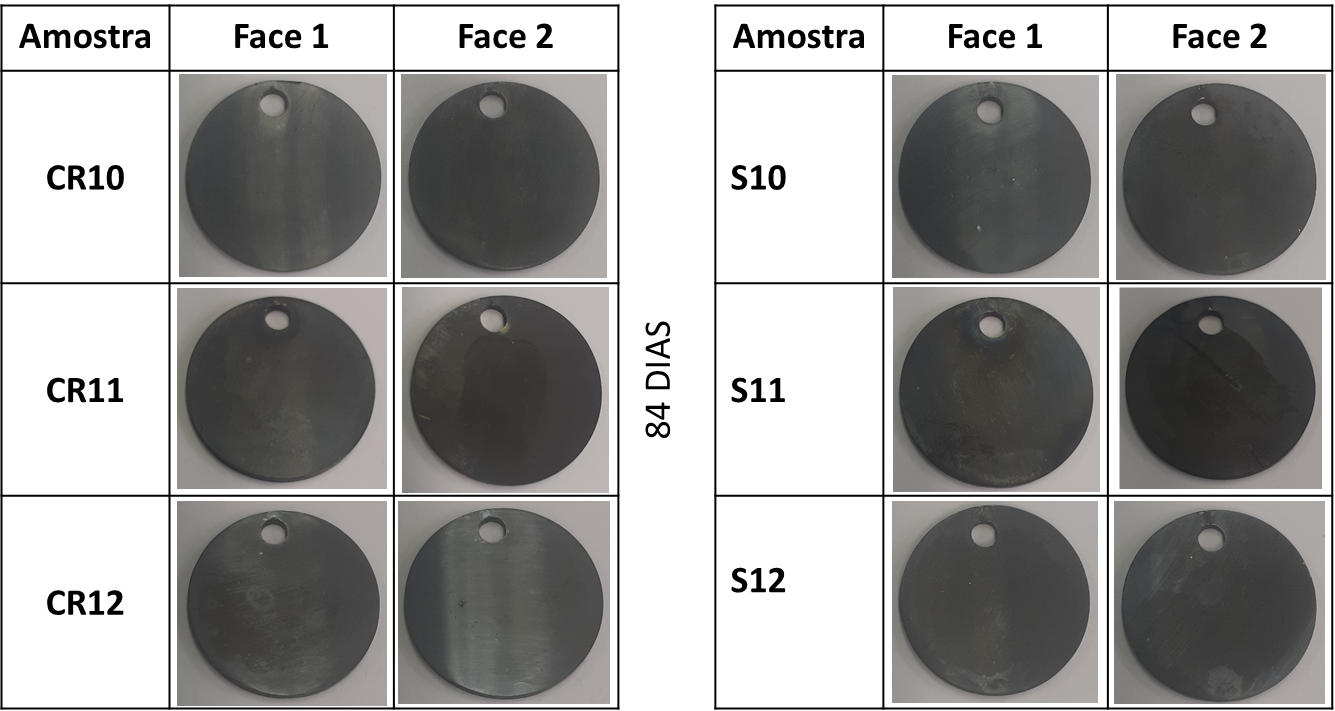 Amostra Face 1 Face 2
CR10
CR11
CR12
84 DIAS
Amostra Face 1 Face 2
S10
S11
S12